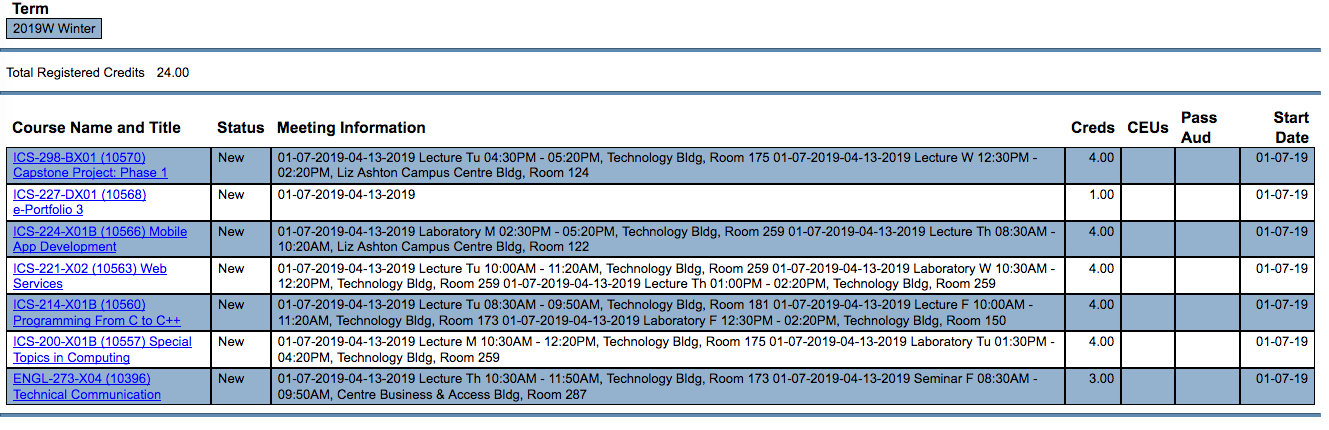 Term
2019W Winter
Total Registered Credits 24.00
Course Name and Title Status Meeting Information Creds CEUs Pass Aud Start Date
ICS-298-BX01 (10570) New 01-07-2019-04-13-2019 Lecture Tu 04:30PM - 05:20PM, Technology Bldg, Room 175 01-07-2019-04-13-2019 Lecture W 12:30PM - 4.00 01-07-19
Capstone Project: Phase 1 02:20PM, Liz Ashton Campus Centre Bldg, Room 124
ICS-227-DX01 (10568) New 01-07-2019-04-13-2019 1.00 01-07-19
e-Portfolio 3
ICS-224-X01B (10566) Mobile New 01-07-2019-04-13-2019 Laboratory M 02:30PM - 05:20PM, Technology Bldg, Room 259 01-07-2019-04-13-2019 Lecture Th 08:30AM - 4.00 01-07-19
App Development 10:20AM, Liz Ashton Campus Centre Bldg, Room 122
ICS-221-X02 (10563) Web New 01-07-2019-04-13-2019 Lecture Tu 10:00AM - 11:20AM, Technology Bldg, Room 259 01-07-2019-04-13-2019 Laboratory W 10:30AM - 4.00 01-07-19
Services 12:20PM, Technology Bldg, Room 259 01-07-2019-04-13-2019 Lecture Th 01:00PM - 02:20PM, Technology Bldg, Room 259
ICS-214-X01B (10560) New 01-07-2019-04-13-2019 Lecture Tu 08:30AM - 09:50AM, Technology Bldg, Room 181 01-07-2019-04-13-2019 Lecture F 10:00AM - 4.00 01-07-19
Programming From C to C++ 11:20AM, Technology Bldg, Room 173 01-07-2019-04-13-2019 Laboratory F 12:30PM - 02:20PM, Technology Bldg, Room 150
ICS-200-X01B (10557) Special New 01-07-2019-04-13-2019 Lecture M 10:30AM - 12:20PM, Technology Bldg, Room 175 01-07-2019-04-13-2019 Laboratory Tu 01:30PM - 4.00 01-07-19
Topics in Computing 04:20PM, Technology Bldg, Room 259
ENGL-273-X04 (10396) New 01-07-2019-04-13-2019 Lecture Th 10:30AM - 11:50AM, Technology Bldg, Room 173 01-07-2019-04-13-2019 Seminar F 08:30AM - 3.00 01-07-19
Technical Communication 09:50AM, Centre Business & Access Bldg, Room 287